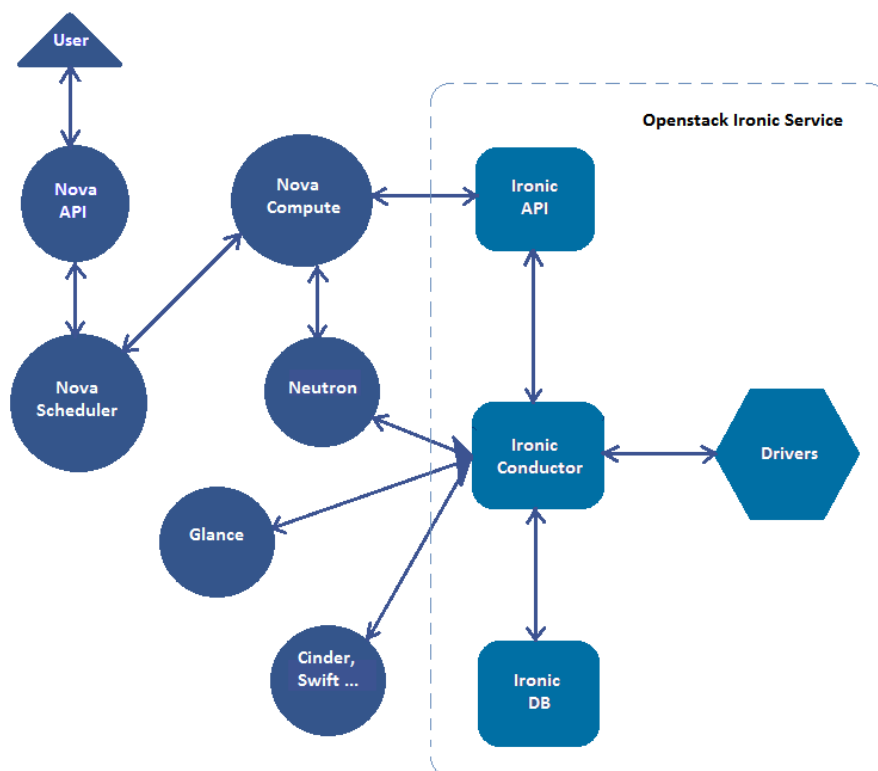 User
Openstack Ironic Service
Nova
API
Nova
Compute
Ironic
API
Nova
Scheduler
Neutron
Ironic
Conductor
Drivers
Glance
Cinder,
Swift ...
Ironic
DB